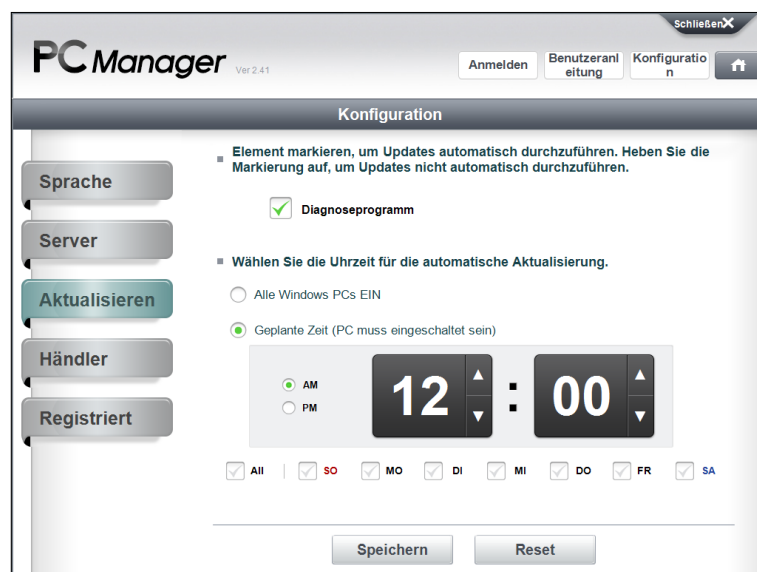 Schließen X
PC Manager Ver 2.41
Anmelden
Benutzeranl
eitung
Konfiguratio
n
Konfiguration
Sprache
Server
Aktualisieren
Händler
Registriert
Element markieren, um Updates automatisch durchzuführen. Heben Sie die
Markierung auf, um Updates nicht automatisch durchzuführen.
Diagnoseprogramm
Wählen Sie die Uhrzeit für die automatische Aktualisierung.
Alle Windows PCs EIN
Geplante Zeit (PC muss eingeschaltet sein)
AM
PM
12 : 00
All SO MO DI MI DO FR SA
Speichern Reset